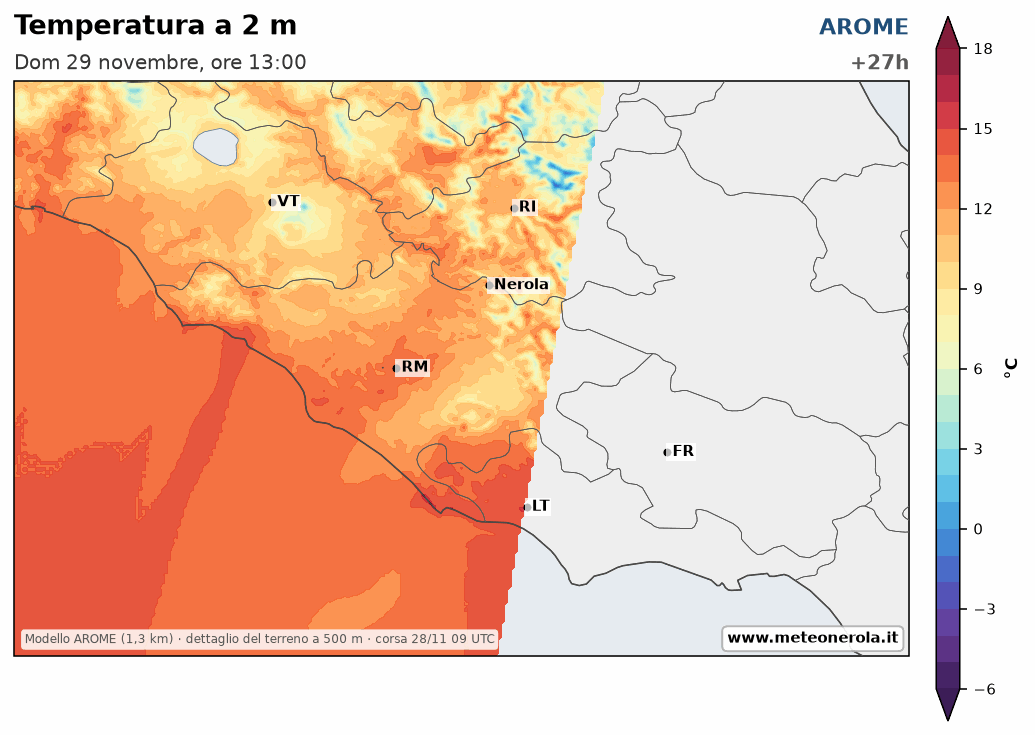 Temperatura a 2 m
AROME
Dom 29 novembre, ore 13:00
+27h
VT
RI
Nerola
RM
FR
LT
Modello AROME (1,3 km) · dettaglio del terreno a 500 m · corsa 28/11 09 UTC
www.meteonerola.it
18
15
12
9
6
3
0
−3
−6
°C